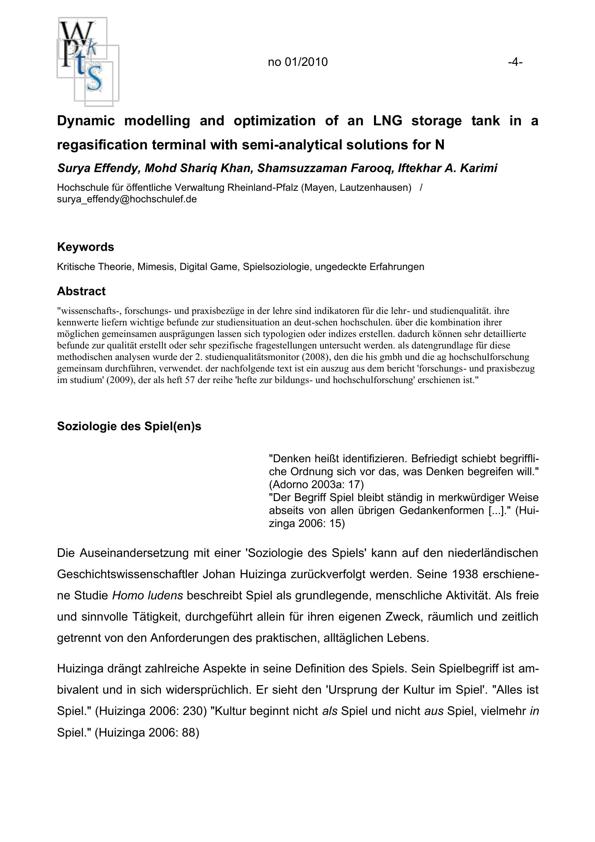 W
P k
t s
S
no 01/2010 -4-
Dynamic modelling and optimization of an LNG storage tank in a
regasification terminal with semi-analytical solutions for N
Surya Effendy, Mohd Shariq Khan, Shamsuzzaman Farooq, Iftekhar A. Karimi
Hochschule für öffentliche Verwaltung Rheinland-Pfalz (Mayen, Lautzenhausen) /
surya_effendy@hochschulef.de
Keywords
Kritische Theorie, Mimesis, Digital Game, Spielsoziologie, ungedeckte Erfahrungen
Abstract
"wissenschafts-, forschungs- und praxisbezüge in der lehre sind indikatoren für die lehr- und studienqualität. ihre
kennwerte liefern wichtige befunde zur studiensituation an deut-schen hochschulen. über die kombination ihrer
möglichen gemeinsamen ausprägungen lassen sich typologien oder indizes erstellen. dadurch können sehr detaillierte
befunde zur qualität erstellt oder sehr spezifische fragestellungen untersucht werden. als datengrundlage für diese
methodischen analysen wurde der 2. studienqualitätsmonitor (2008), den die his gmbh und die ag hochschulforschung
gemeinsam durchführen, verwendet. der nachfolgende text ist ein auszug aus dem bericht 'forschungs- und praxisbezug
im studium' (2009), der als heft 57 der reihe 'hefte zur bildungs- und hochschulforschung' erschienen ist."
Soziologie des Spiel(en)s
"Denken heißt identifizieren. Befriedigt schiebt begriffli-
che Ordnung sich vor das, was Denken begreifen will."
(Adorno 2003a: 17)
"Der Begriff Spiel bleibt ständig in merkwürdiger Weise
abseits von allen übrigen Gedankenformen [...]." (Hui-
zinga 2006: 15)
Die Auseinandersetzung mit einer 'Soziologie des Spiels' kann auf den niederländischen
Geschichtswissenschaftler Johan Huizinga zurückverfolgt werden. Seine 1938 erschiene-
ne Studie Homo ludens beschreibt Spiel als grundlegende, menschliche Aktivität. Als freie
und sinnvolle Tätigkeit, durchgeführt allein für ihren eigenen Zweck, räumlich und zeitlich
getrennt von den Anforderungen des praktischen, alltäglichen Lebens.
Huizinga drängt zahlreiche Aspekte in seine Definition des Spiels. Sein Spielbegriff ist am-
bivalent und in sich widersprüchlich. Er sieht den 'Ursprung der Kultur im Spiel'. "Alles ist
Spiel." (Huizinga 2006: 230) "Kultur beginnt nicht als Spiel und nicht aus Spiel, vielmehr in
Spiel." (Huizinga 2006: 88)